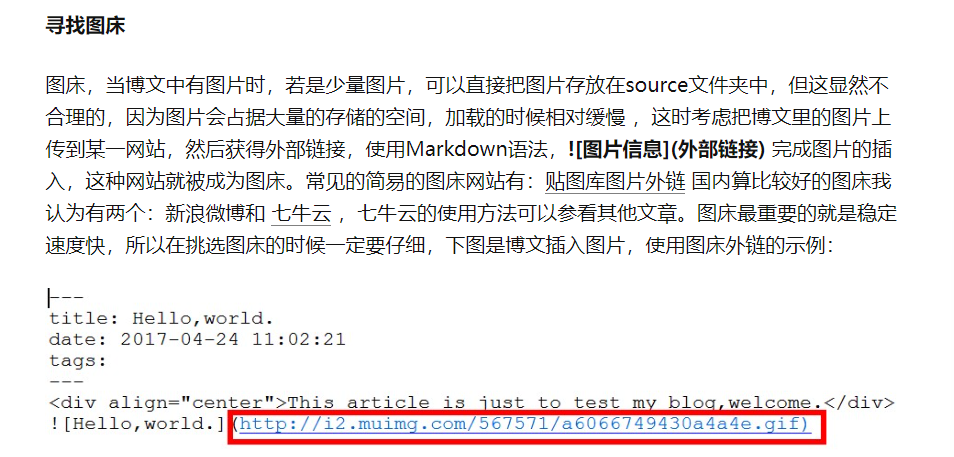 寻找图床
图床，当博文中有图片时，若是少量图片，可以直接把图片存放在source文件夹中，但这显然不
合理的，因为图片会占据大量的存储的空间，加载的时候相对缓慢 ，这时考虑把博文里的图片上
传到某一网站，然后获得外部链接，使用Markdown语法，![图片信息](外部链接) 完成图片的插
入，这种网站就被成为图床。常见的简易的图床网站有：贴图库图片外链 国内算比较好的图床我
认为有两个：新浪微博和 七牛云 ，七牛云的使用方法可以参看其他文章。图床最重要的就是稳定
速度快，所以在挑选图床的时候一定要仔细，下图是博文插入图片，使用图床外链的示例：
---
title: Hello,world.
date: 2017-04-24 11:02:21
tags:
---
<div align="center">This article is just to test my blog,welcome.</div>
![Hello,world.](http://i2.muimg.com/567571/a6066749430a4a4e.gif)